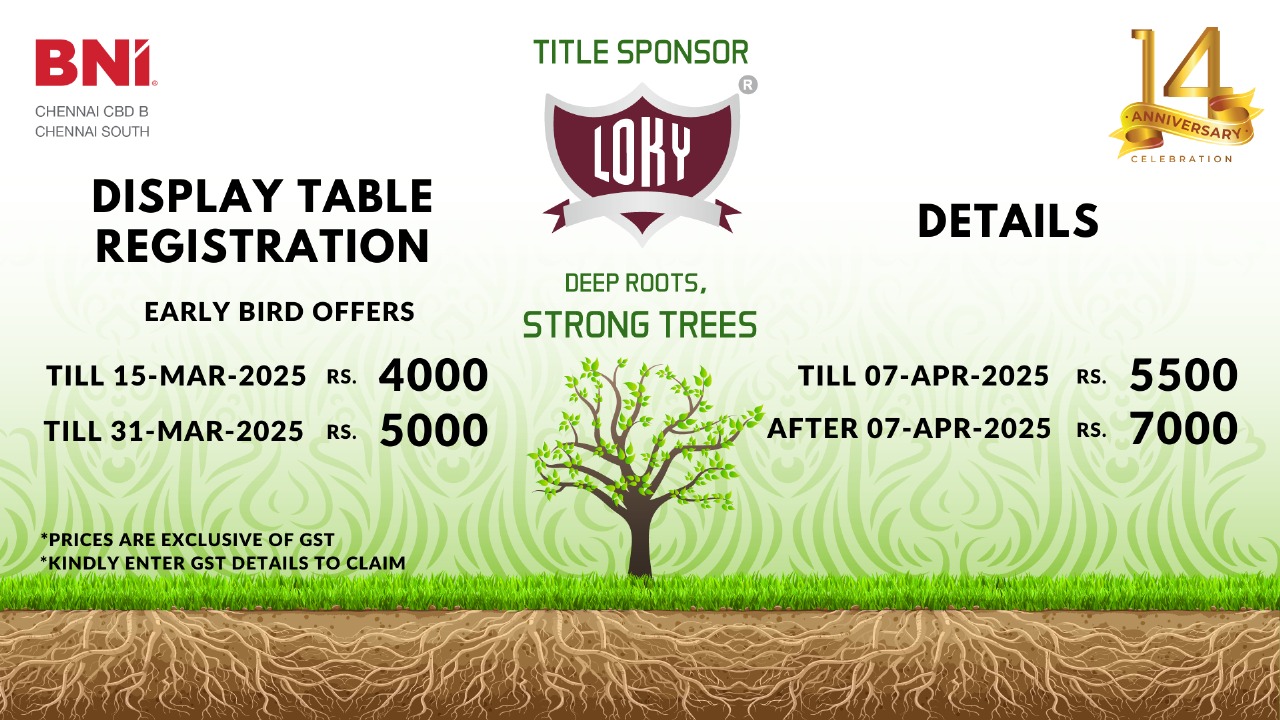 BNI®
CHENNAI CBD B
CHENNAI SOUTH
TITLE SPONSOR
LOKY
®
14
ANNIVERSARY
CELEBRATION
DISPLAY TABLE
REGISTRATION
EARLY BIRD OFFERS
TILL 15-MAR-2025 RS. 4000
TILL 31-MAR-2025 RS. 5000
*PRICES ARE EXCLUSIVE OF GST
*KINDLY ENTER GST DETAILS TO CLAIM
DEEP ROOTS,
STRONG TREES
DETAILS
TILL 07-APR-2025 RS. 5500
AFTER 07-APR-2025 RS. 7000